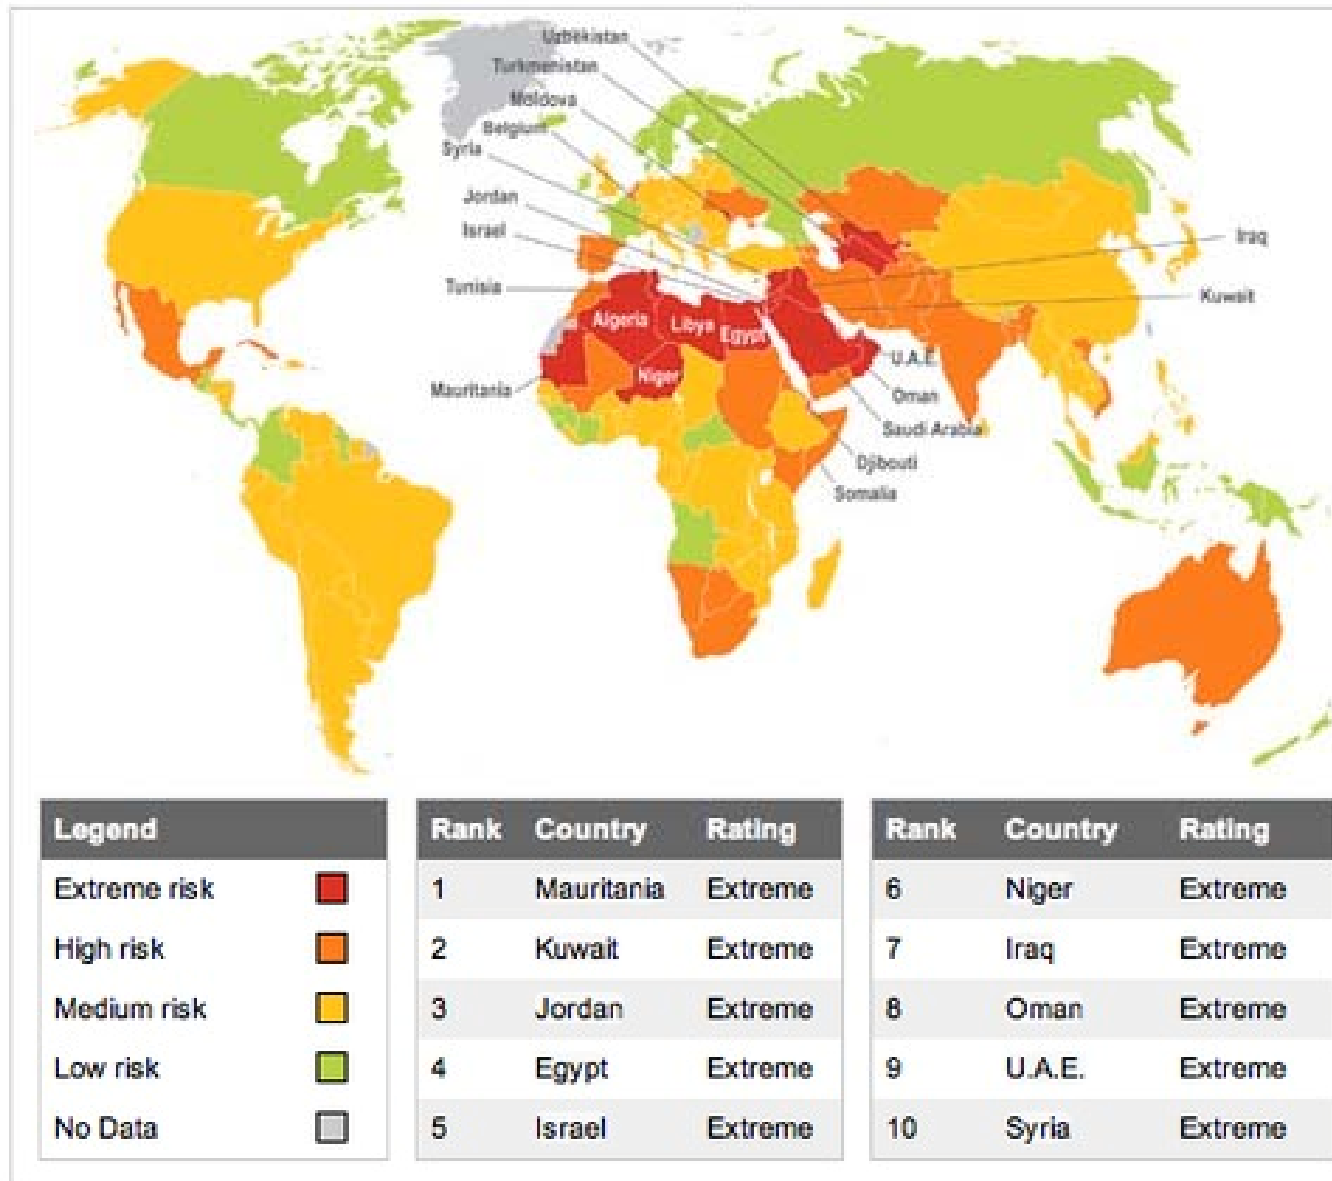 Uzbekistan
Turkmenistan
Moldova
Belgium
Syria
Jordan
Israel
Iraq
Kuwait
Tunisia
Algeria
Libya
Egypt
Niger
Mauritania
U.A.E.
Oman
Saudi Arabia
Djibouti
Somalia
Legend
Extreme risk
High risk
Medium risk
Low risk
No Data
Rank Country Rating
1 Mauritania Extreme
2 Kuwait Extreme
3 Jordan Extreme
4 Egypt Extreme
5 Israel Extreme
Rank Country Rating
6 Niger Extreme
7 Iraq Extreme
8 Oman Extreme
9 U.A.E. Extreme
10 Syria Extreme